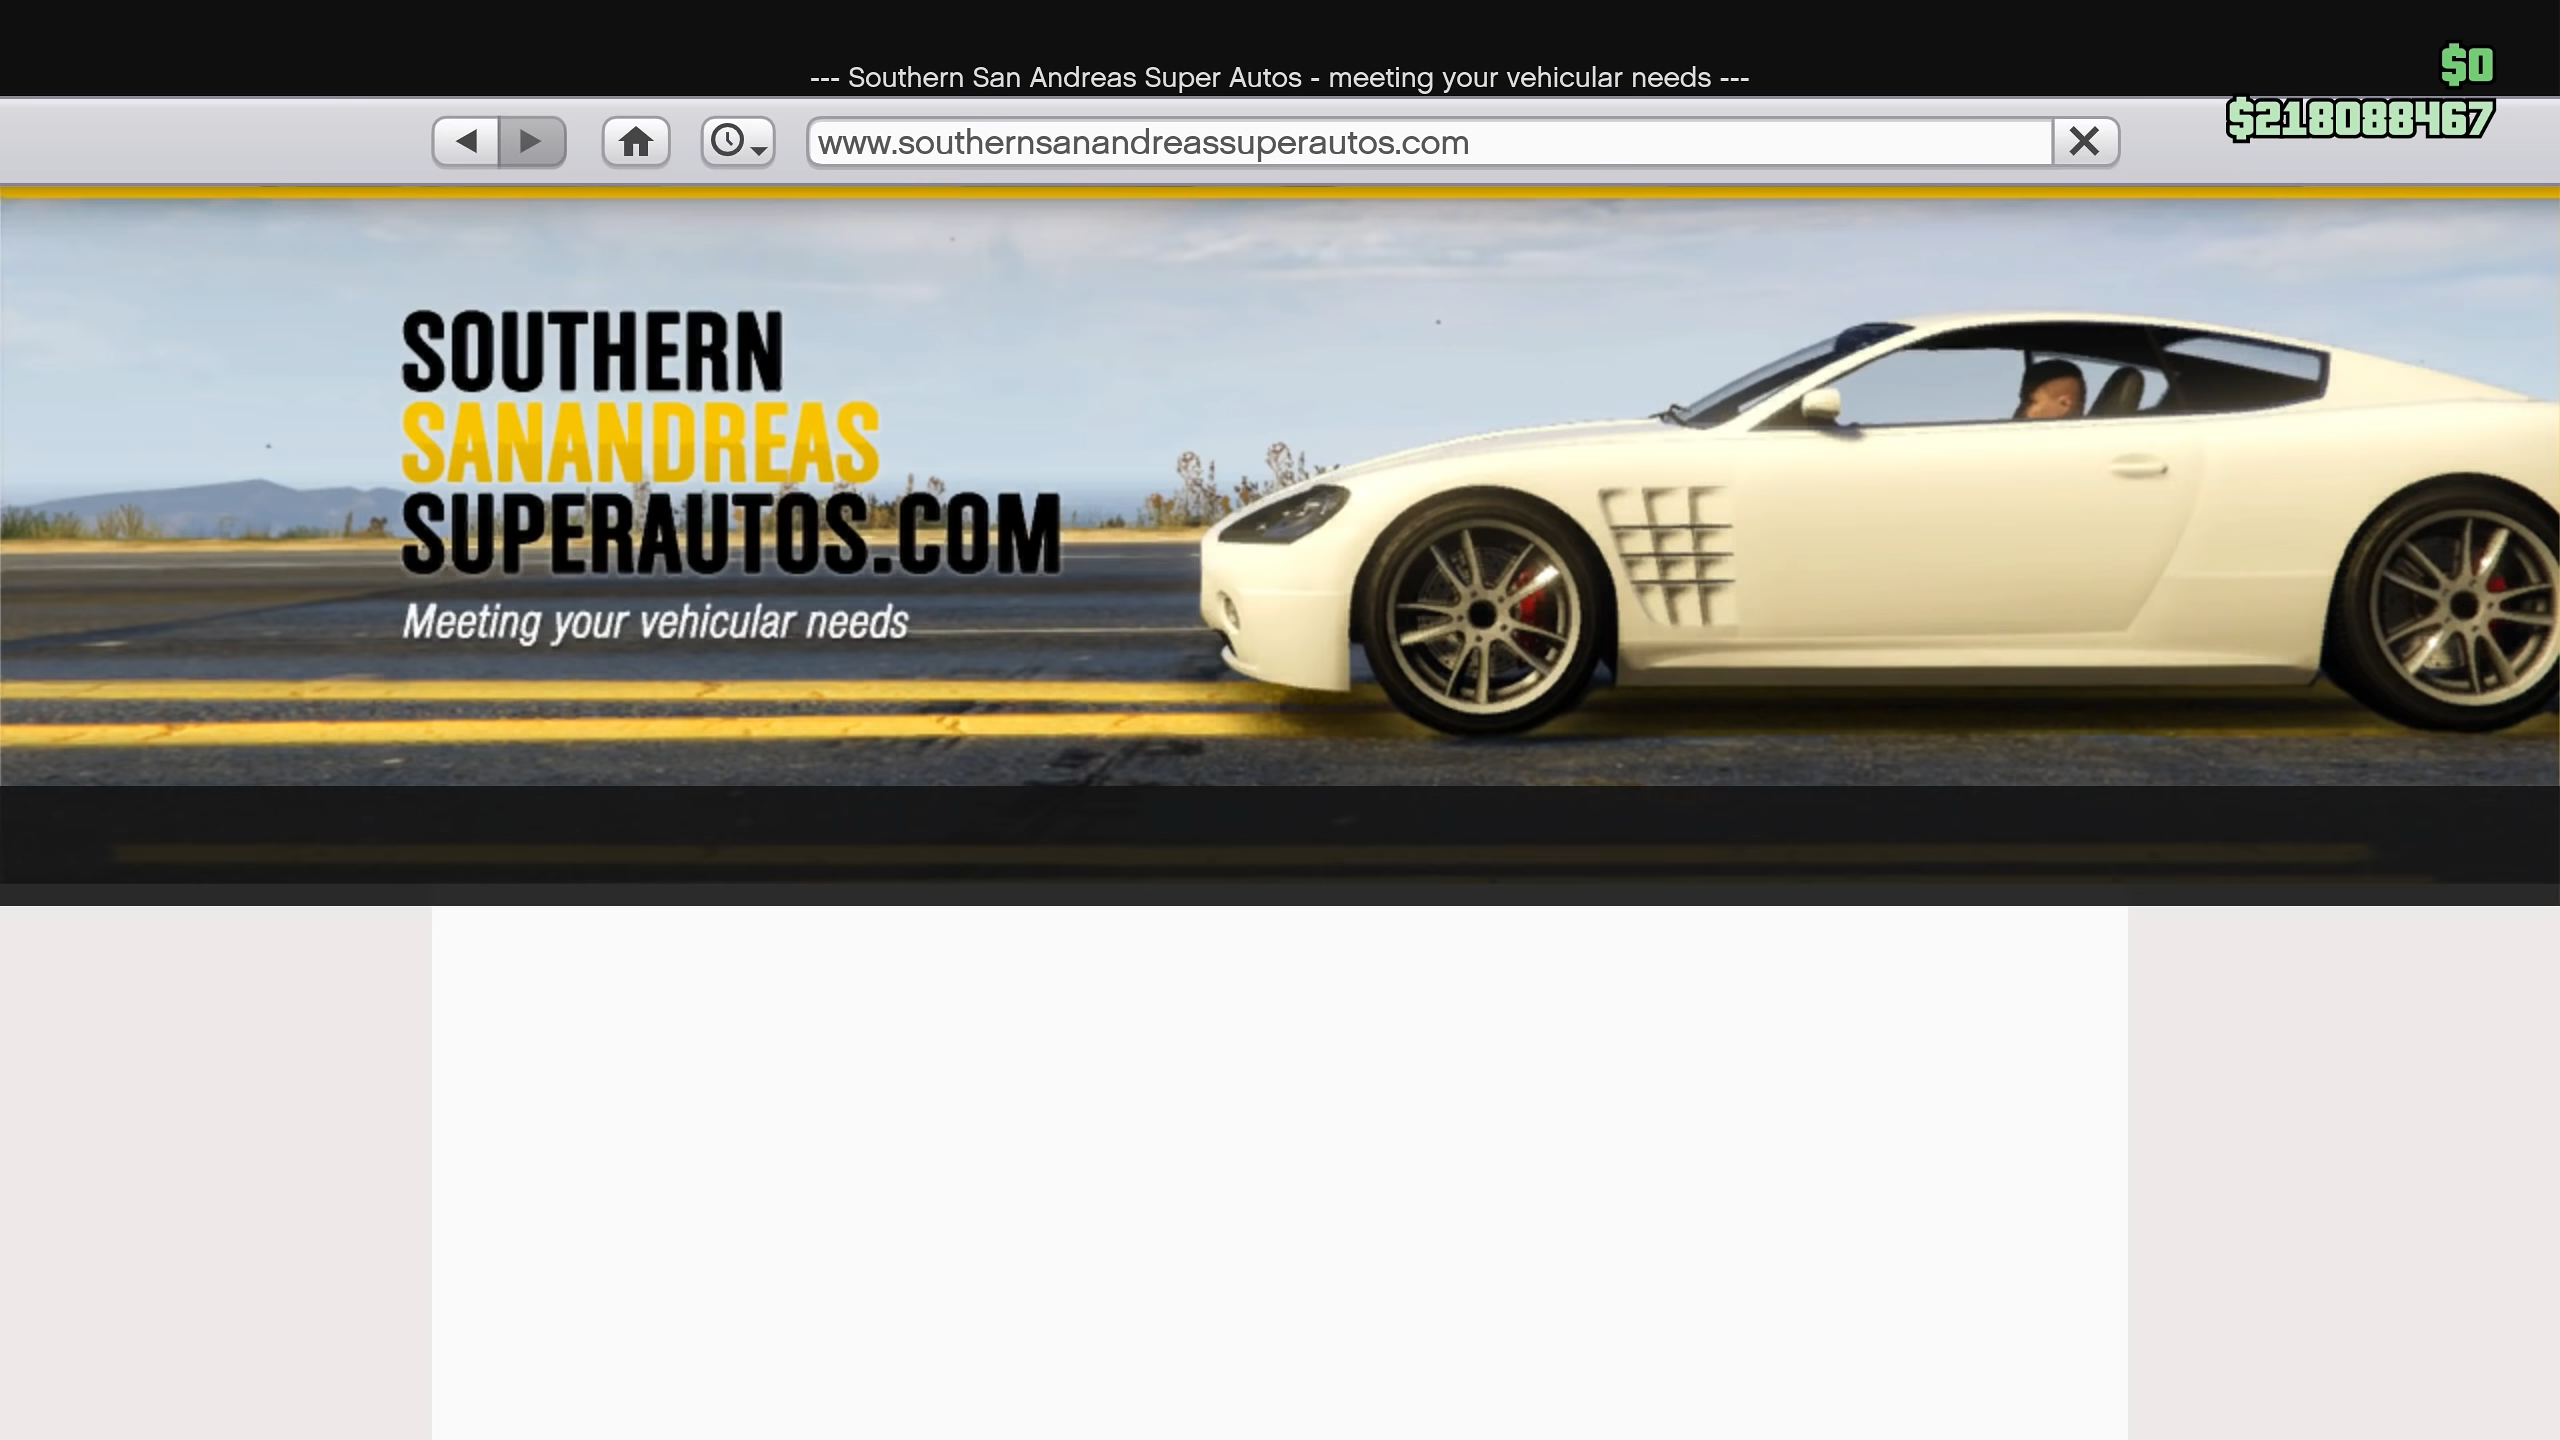 --- Southern San Andreas Super Autos - meeting your vehicular needs ---
$0
$218088467
www.southernsanandreassuperautos.com
SOUTHERN
SANANDREAS
SUPERAUTOS.COM
Meeting your vehicular needs